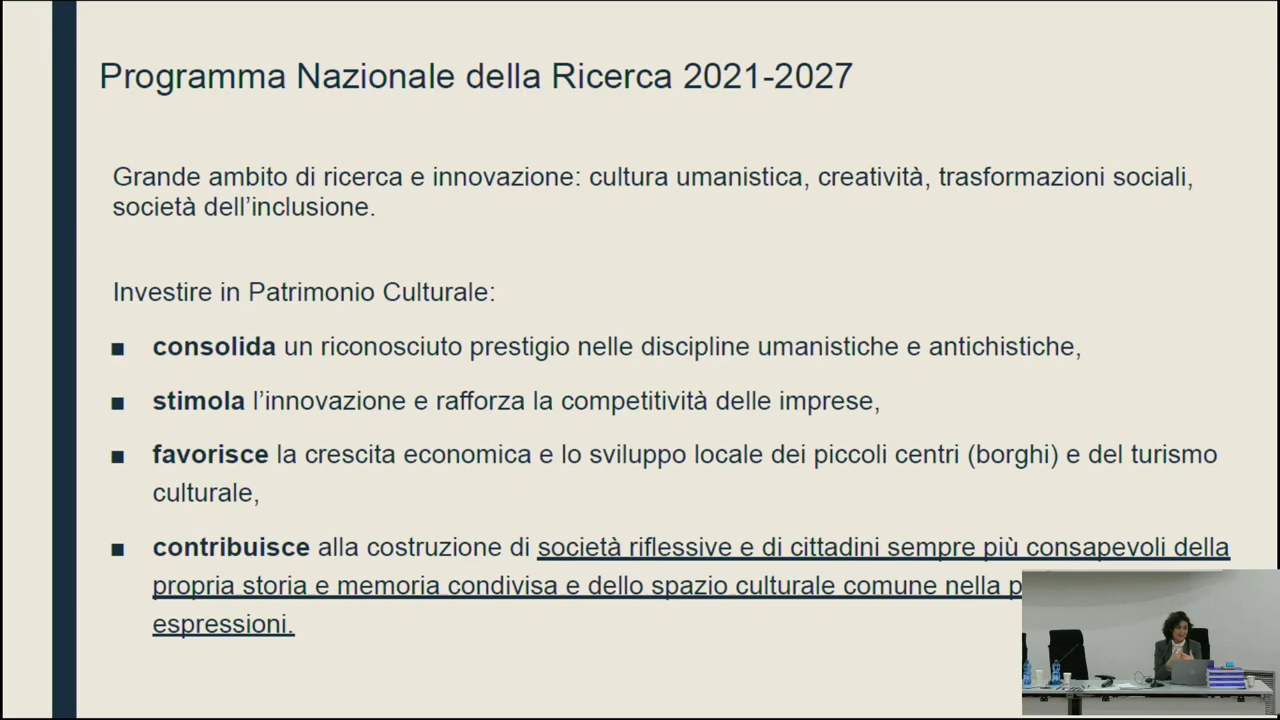 Programma Nazionale della Ricerca 2021-2027
Grande ambito di ricerca e innovazione: cultura umanistica, creatività, trasformazioni sociali,
società dell’inclusione.
Investire in Patrimonio Culturale:
■ consolida un riconosciuto prestigio nelle discipline umanistiche e antichistiche,
■ stimola l’innovazione e rafforza la competitività delle imprese,
■ favorisce la crescita economica e lo sviluppo locale dei piccoli centri (borghi) e del turismo
culturale,
■ contribuisce alla costruzione di società riflessive e di cittadini sempre più consapevoli della
propria storia e memoria condivisa e dello spazio culturale comune nella
espressioni.